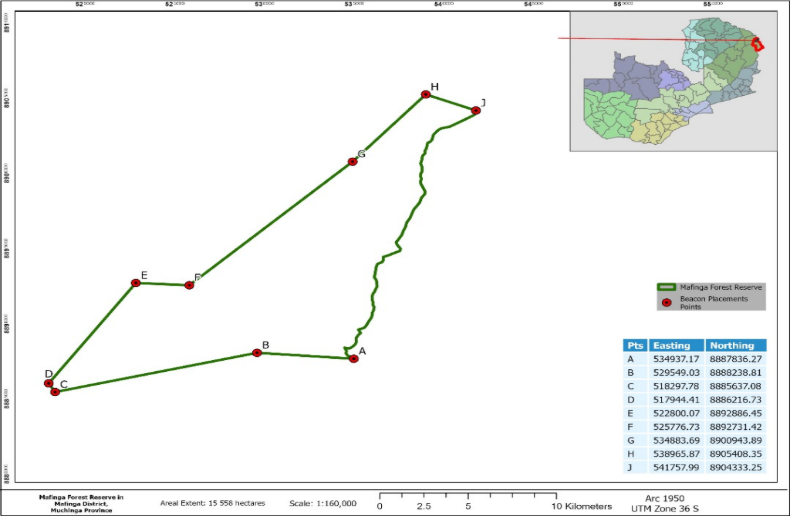 H
J
G
E
F
D
C
B
A
Mafinga Forest Reserve
Beacon Placements
Points
Pts Easting Northing
A 534937.17 8887836.27
B 529549.03 8888238.81
C 518297.08 8885637.08
D 517944.41 8886216.73
E 522800.07 8892886.45
F 525776.73 8892731.42
G 534883.69 8900943.89
H 538965.87 8905408.35
J 541757.99 8904333.25
Mafinga Forest Reserve in
Mafinga District,
Muchinga Province
Areal Extent: 15 558 hectares
Scale: 1:160,000
0 2.5 5 10 Kilometers
Arc 1950
UTM Zone 36 S